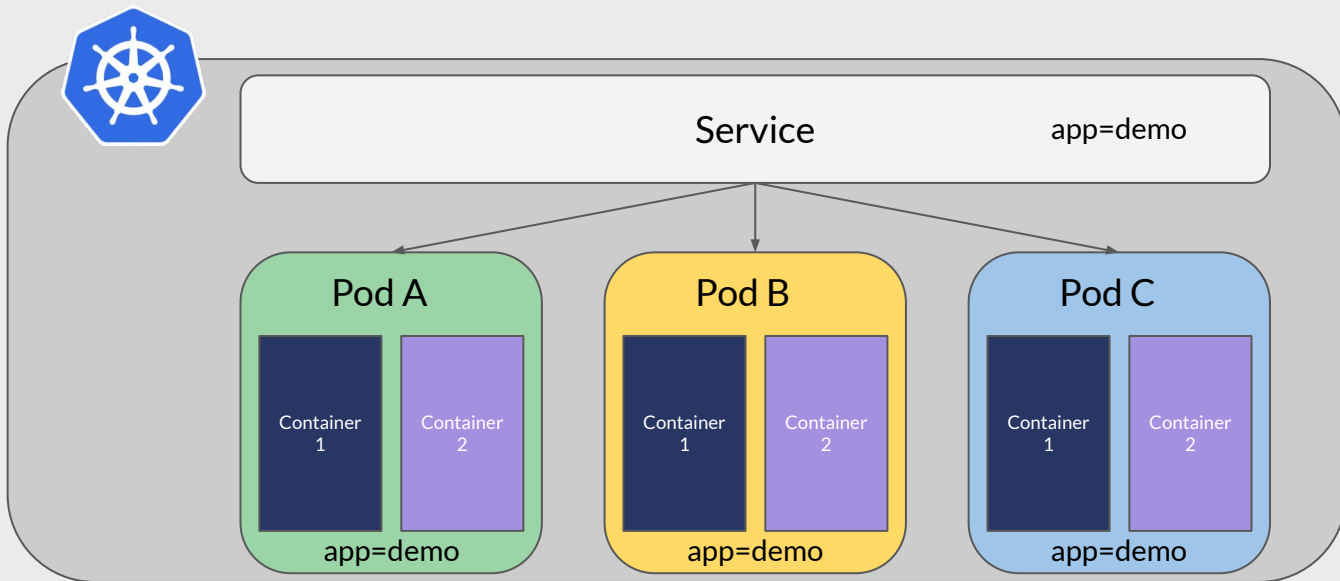 Service
app=demo
Pod A
Pod B
Pod C
Container
1
Container
2
Container
1
Container
2
Container
1
Container
2
app=demo
app=demo
app=demo